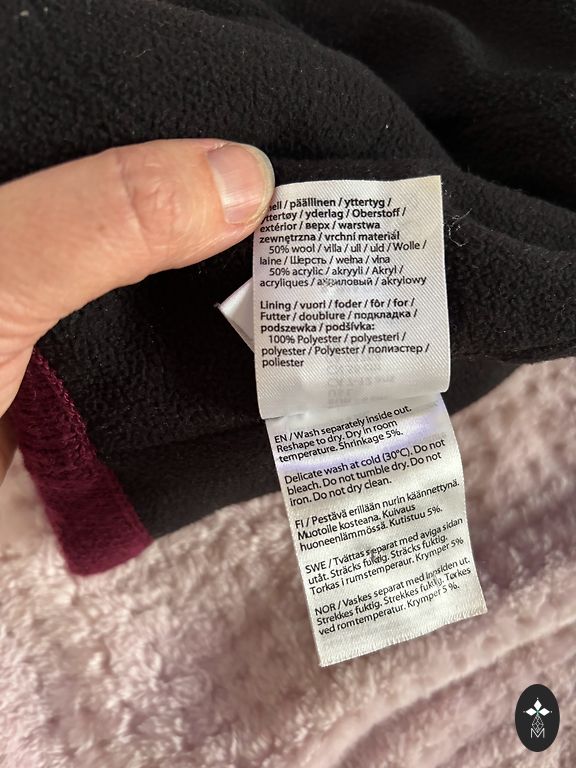 päällinen / yttertyg /
yttertøy / yderlag / Oberstoff /
extérior / верх / warstwa
zewnętrzna / vrchní materiál
50% wool / villa / ull / uld / Wolle /
laine / Шерсть / wełna / vlna
50% acrylic / akryyli / Akryl /
acryliques / акриловый / akrylowy
Lining / vuori / foder / fôr / for /
Futter / doublure / подкладка /
podszewka / podšívka:
100% Polyester / polyesteri /
polyester / Polyester / полиэстер /
poliester
EN / Wash separately inside out.
Reshape to dry. Dry in room
temperature. Shrinkage 5%.
Delicate wash at cold (30°C). Do not
bleach. Do not tumble dry. Do not
iron. Do not dry clean.
FI / Pestävä erillään nurin käännettynä.
Muotoile kosteana. Kuivaus
huoneenlämmössä. Kutistuu 5%.
SWE / Tvättas separat med aviga sidan
utåt. Sträcks fuktig. Sträcks fuktig.
Torkas i rumstemperaur. Krymper 5%
NOR / Vaskes separat med innsiden ut.
Strekkes fuktig. Strekkes fuktig. Tørkes
ved romtemperatur. Krymper 5%.
M